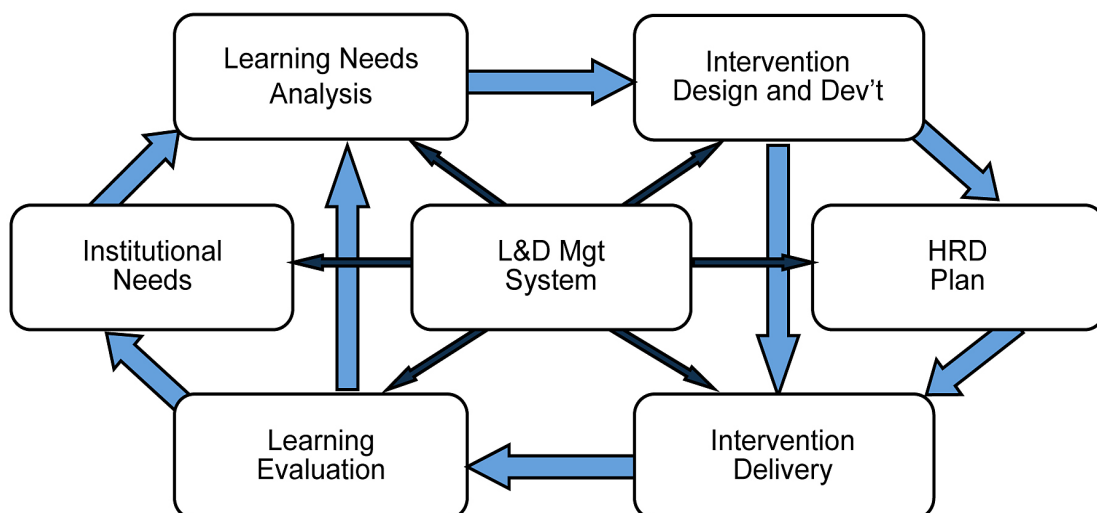 Learning Needs
Analysis
Intervention
Design and Dev’t
Institutional
Needs
L&D Mgt
System
HRD
Plan
Learning
Evaluation
Intervention
Delivery